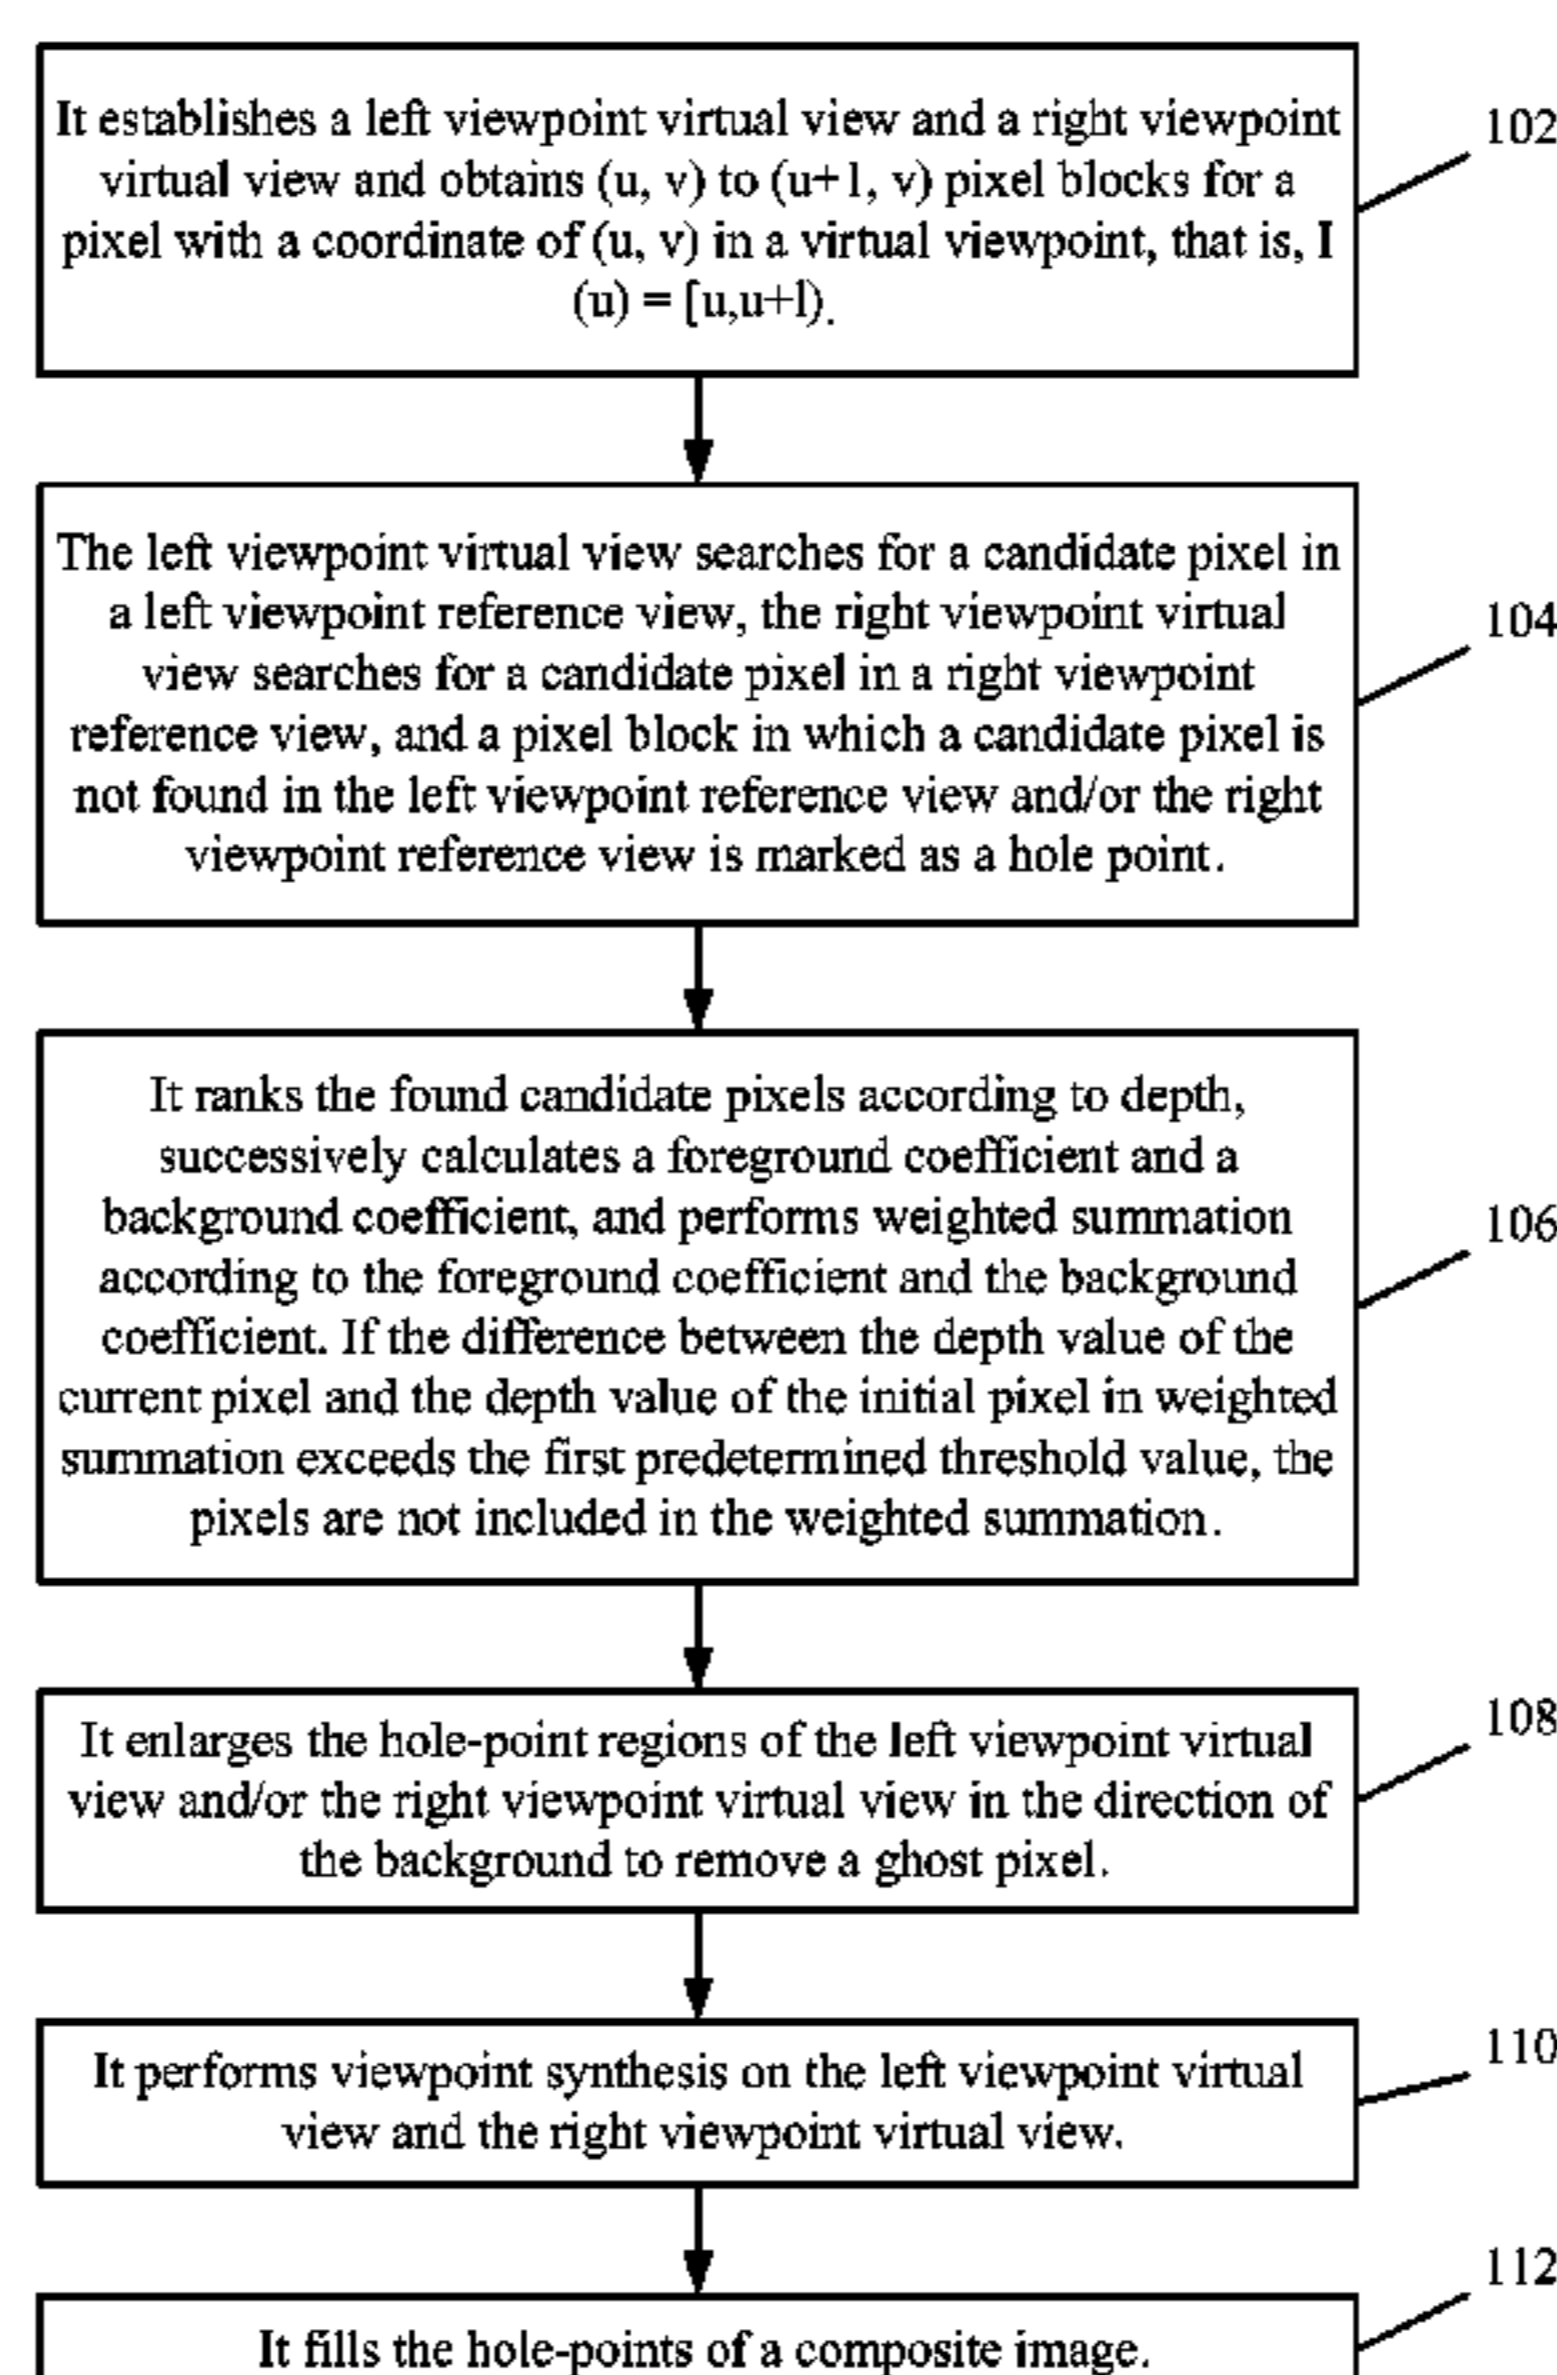 It establishes a left viewpoint virtual view and a right viewpoint
virtual view and obtains (u, v) to (u+1, v) pixel blocks for a
pixel with a coordinate of (u, v) in a virtual viewpoint, that is, I
(u) = [u,u+l).
102
The left viewpoint virtual view searches for a candidate pixel in
a left viewpoint reference view, the right viewpoint virtual
view searches for a candidate pixel in a right viewpoint
reference view, and a pixel block in which a candidate pixel is
not found in the left viewpoint reference view and/or the right
viewpoint reference view is marked as a hole point.
104
It ranks the found candidate pixels according to depth,
successively calculates a foreground coefficient and a
background coefficient, and performs weighted summation
according to the foreground coefficient and the background
coefficient. If the difference between the depth value of the
current pixel and the depth value of the initial pixel in weighted
summation exceeds the first predetermined threshold value, the
pixels are not included in the weighted summation.
106
It enlarges the hole-point regions of the left viewpoint virtual
view and/or the right viewpoint virtual view in the direction of
the background to remove a ghost pixel.
108
It performs viewpoint synthesis on the left viewpoint virtual
view and the right viewpoint virtual view.
110
It fills the hole-points of a composite image.
112